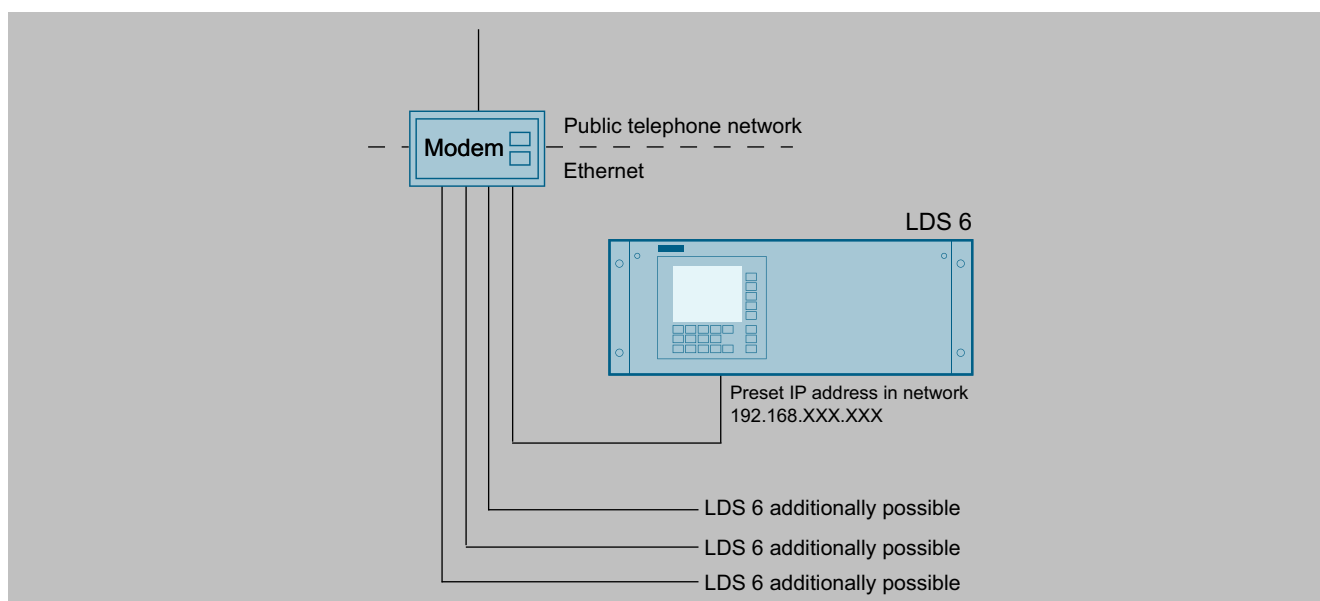 Public telephone network
Modem
Ethernet
LDS 6
Preset IP address in network
192.168.XXX.XXX
LDS 6 additionally possible
LDS 6 additionally possible
LDS 6 additionally possible